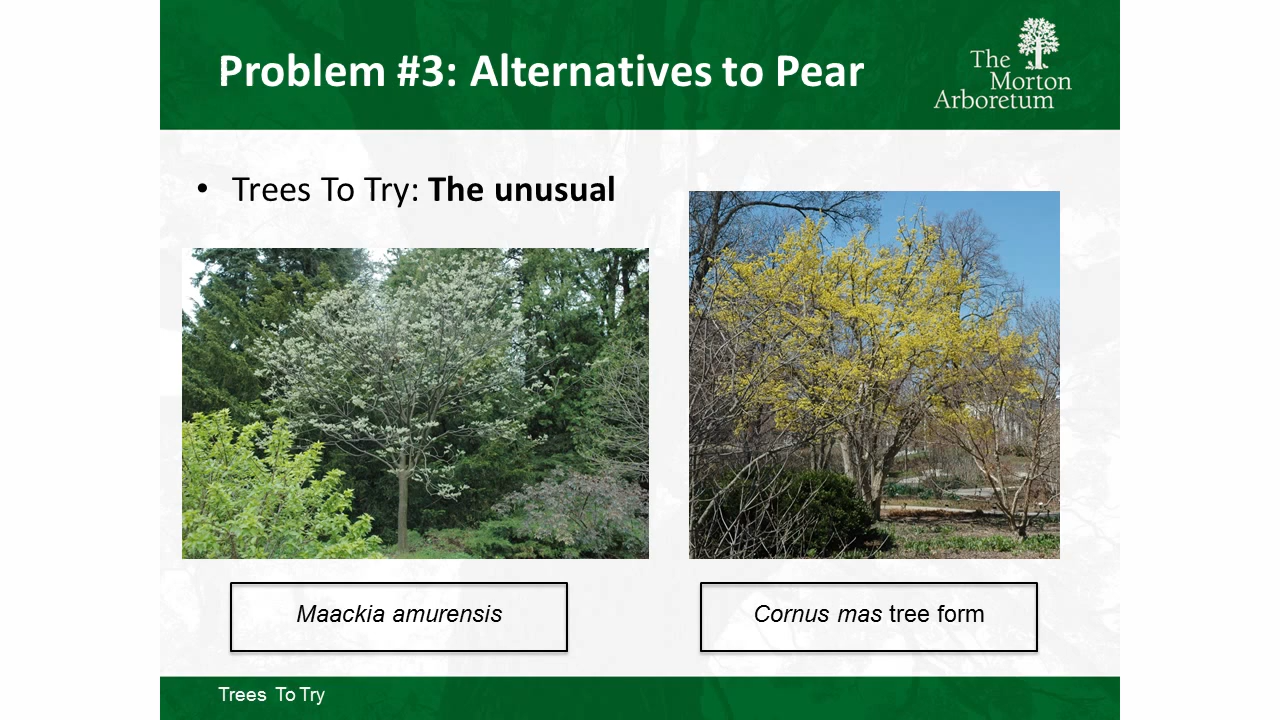 Problem #3: Alternatives to Pear
The
Morton
Arboretum
• Trees To Try: The unusual
Maackia amurensis
Cornus mas tree form
Trees To Try